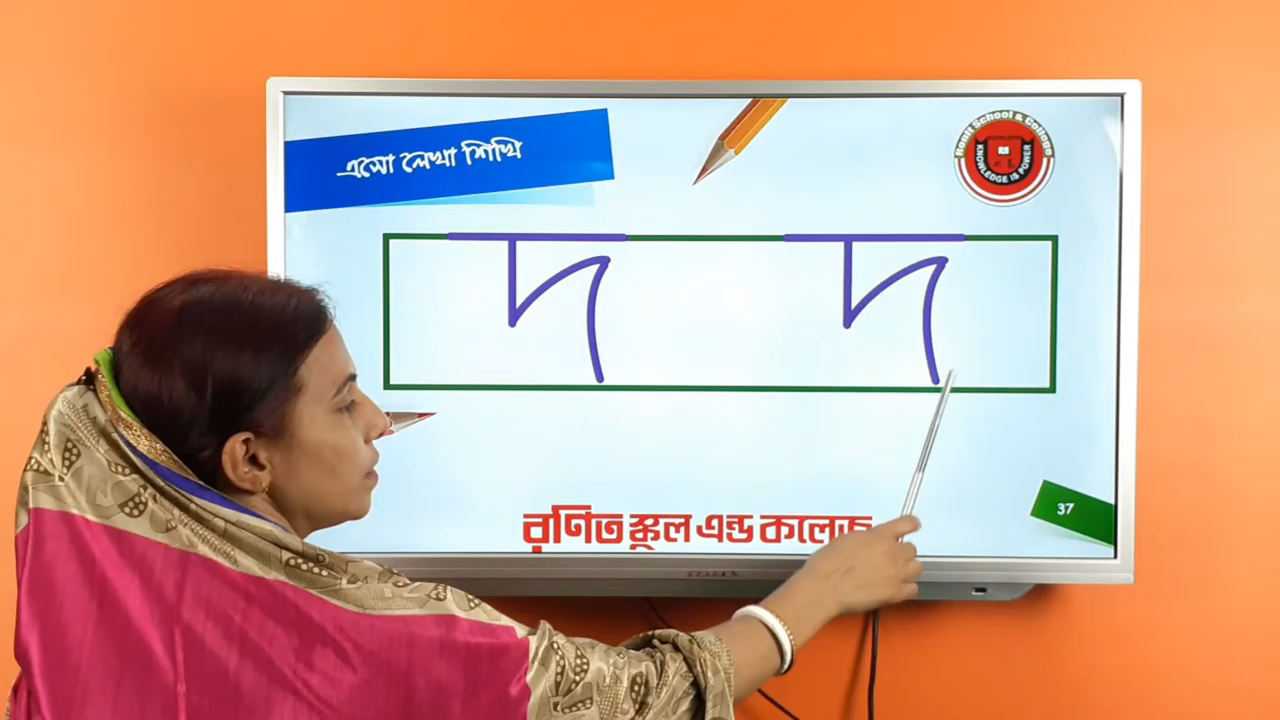 এসো লেখা শিখি
Ronit School & College
KNOWLEDGE IS POWER
দ দ
37
রণিত স্কুল এন্ড কলেজ